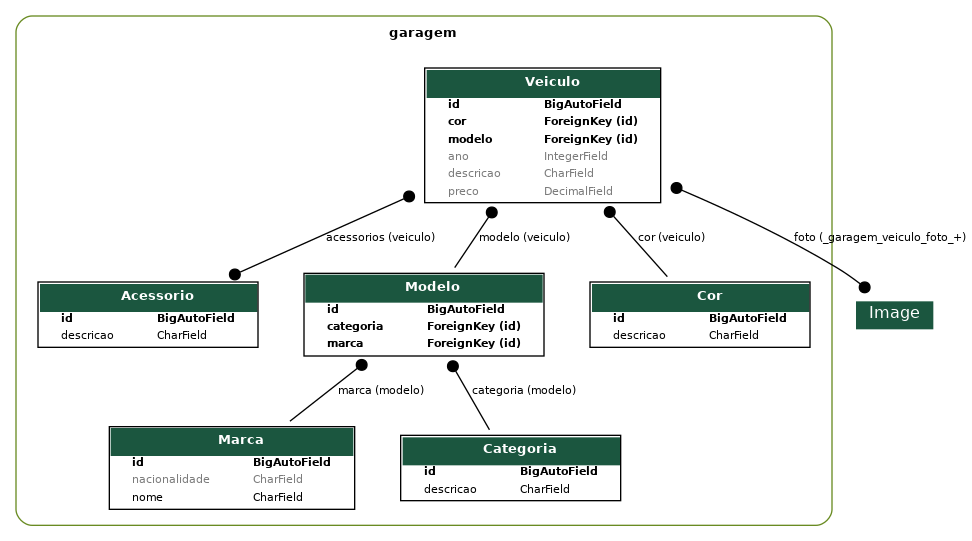 garagem
Veiculo
id BigAutoField
cor ForeignKey (id)
modelo ForeignKey (id)
ano IntegerField
descricao CharField
preco DecimalField
acessorios (veiculo)
modelo (veiculo)
cor (veiculo)
foto (_garagem_veiculo_foto_+)
Acessorio
id BigAutoField
descricao CharField
Modelo
id BigAutoField
categoria ForeignKey (id)
marca ForeignKey (id)
Cor
id BigAutoField
descricao CharField
Image
marca (modelo)
categoria (modelo)
Marca
id BigAutoField
nacionalidade CharField
nome CharField
Categoria
id BigAutoField
descricao CharField